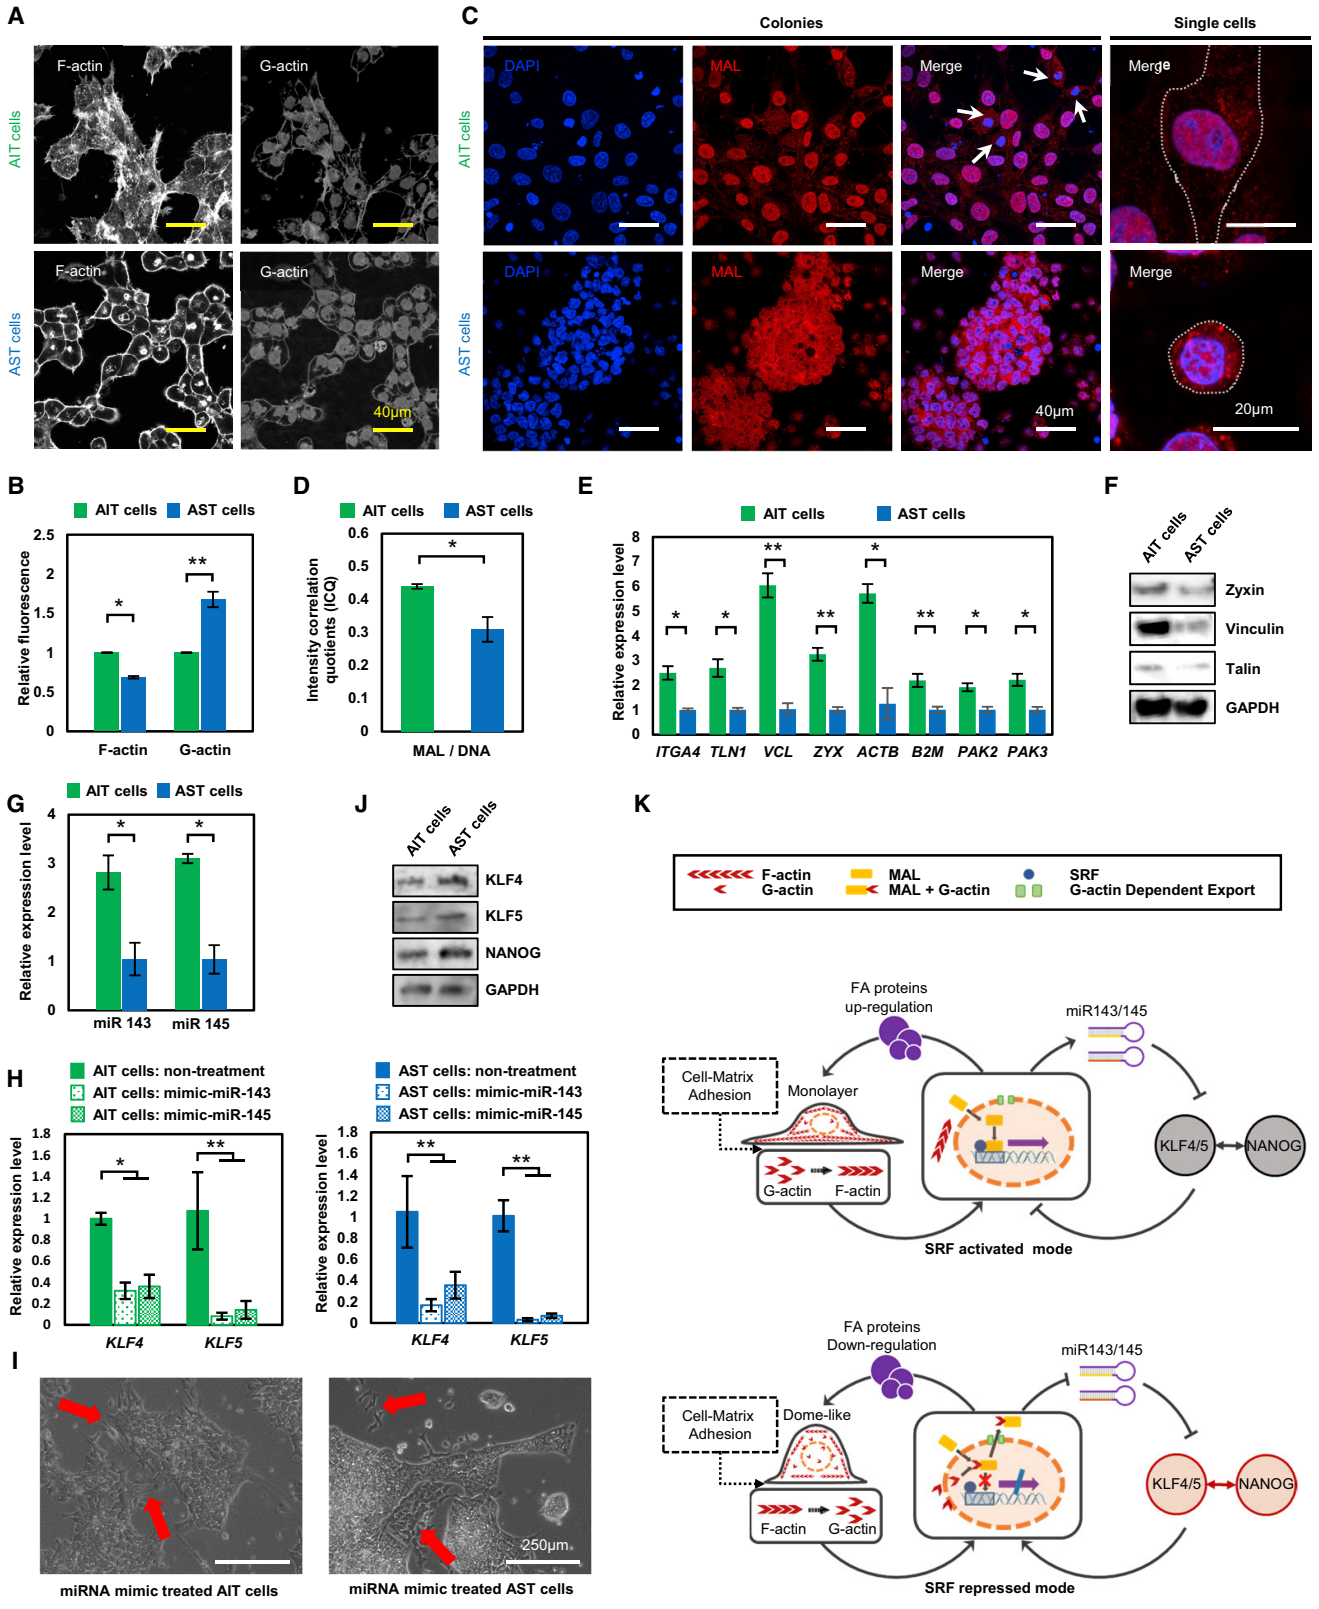 A
F-actin
G-actin
AIT cells
F-actin
G-actin
AST cells
40µm
C
Colonies
Single cells
DAPI
MAL
Merge
Merge
AIT cells
DAPI
MAL
Merge
Merge
AST cells
40µm
20µm
B
AIT cells
AST cells
Relative fluorescence
2.5
2
1.5
1
0.5
0
*
**
F-actin
G-actin
D
AIT cells
AST cells
Intensity correlation
quotients (ICQ)
0.6
0.5
0.4
0.3
0.2
0.1
0
*
MAL / DNA
E
AIT cells
AST cells
Relative expression level
8
7
6
5
4
3
2
1
0
* * ** ** * ** * *
ITGA4 TLN1 VCL ZYX ACTB B2M PAK2 PAK3
F
AIT cells
AST cells
Zyxin
Vinculin
Talin
GAPDH
G
AIT cells
AST cells
Relative expression level
4
3
2
1
0
*
*
miR 143
miR 145
J
AIT cells
AST cells
KLF4
KLF5
NANOG
GAPDH
H
AIT cells: non-treatment
AIT cells: mimic-miR-143
AIT cells: mimic-miR-145
Relative expression level
1.8
1.6
1.4
1.2
1
0.8
0.6
0.4
0.2
0
*
**
KLF4
KLF5
AST cells: non-treatment
AST cells: mimic-miR-143
AST cells: mimic-miR-145
Relative expression level
1.8
1.6
1.4
1.2
1
0.8
0.6
0.4
0.2
0
**
**
KLF4
KLF5
I
250µm
miRNA mimic treated AIT cells
miRNA mimic treated AST cells
K
F-actin
MAL
SRF
G-actin
MAL + G-actin
G-actin Dependent Export
FA proteins
up-regulation
miR143/145
Cell-Matrix
Adhesion
Monolayer
KLF4/5
NANOG
G-actin
F-actin
SRF activated mode
FA proteins
Down-regulation
miR143/145
Cell-Matrix
Adhesion
Dome-like
KLF4/5
NANOG
F-actin
G-actin
SRF repressed mode